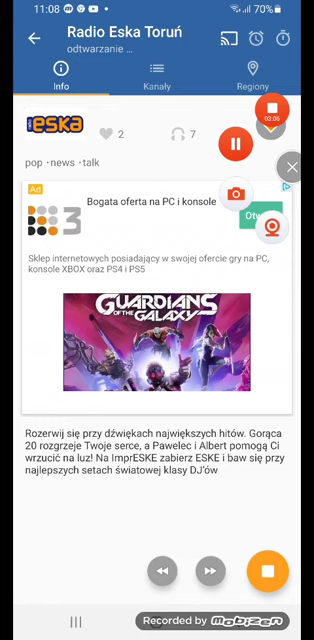 11:08
70%
Radio Eska Toruń
odtwarzanie ...
Info
Kanały
Regiony
ESKA
2
7
03:06
pop •news •talk
Ad
Bogata oferta na PC i konsole
Otw
3
Sklep internetowych posiadający w swojej ofercie gry na PC,
konsole XBOX oraz PS4 i PS5
GUARDIANS
OF THE
GALAXY
Rozerwij się przy dźwiękach największych hitów. Gorąca
20 rozgrzeje Twoje serce, a Pawelec i Albert pomogą Ci
wrzucić na luz! Na ImprESKE zabierz ESKE i baw się przy
najlepszych setach światowej klasy DJ'ów
Recorded by Mobizen